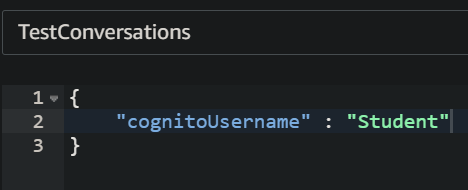 TestConversations
1 {
2 "cognitoUsername" : "Student"
3 }